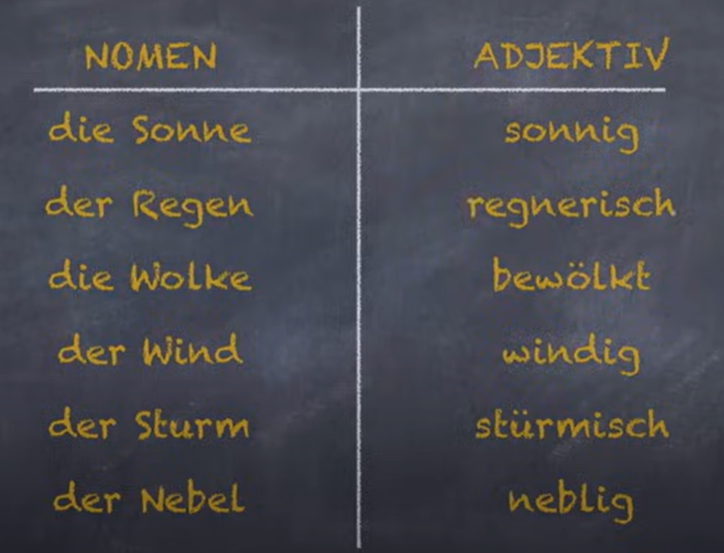 NOMEN ADJEKTIV
die Sonne sonnig
der Regen regnerisch
die Wolke bewölkt
der Wind windig
der Sturm stürmisch
der Nebel neblig